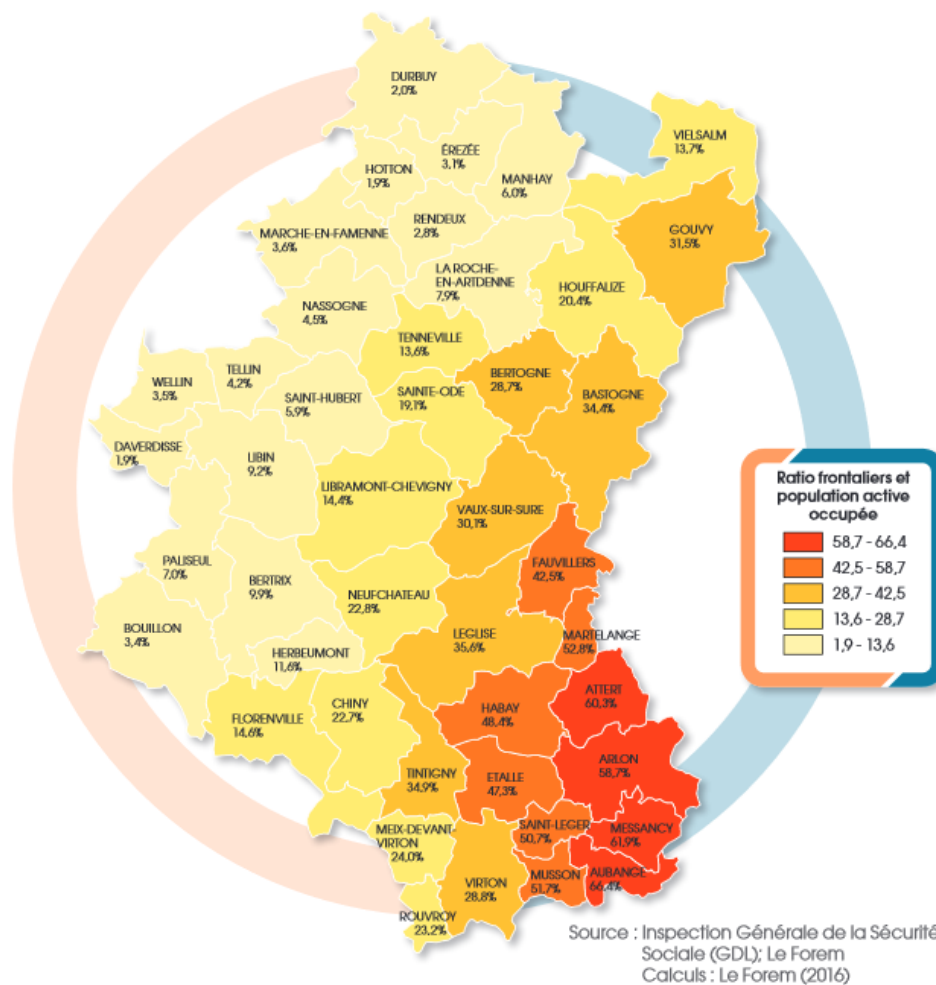 DURBUY
2,0%
VIELSALM
13,7%
ÉREZÉE
3,1%
HOTTON
1,9%
MANHAY
6,0%
RENDEUX
2,8%
GOUVY
31,5%
MARCHE-EN-FAMENNE
3,6%
LA ROCHE-
EN-ARTDENNE
7,9%
HOUFFALIZE
20,4%
NASSOGNE
4,5%
TENNEVILLE
13,6%
TELLIN
4,2%
WELLIN
3,5%
BERTOGNE
28,7%
SAINTE-ODE
19,1%
BASTOGNE
34,4%
SAINT-HUBERT
5,9%
DAVERDISSE
1,9%
LIBIN
9,2%
LIBRAMONT-CHEVIGNY
14,4%
VAUX-SUR-SURE
30,1%
Ratio frontaliers et
population active
occupée
58,7 - 66,4
42,5 - 58,7
28,7 - 42,5
13,6 - 28,7
1,9 - 13,6
PALISEUL
7,0%
FAUVILLERS
42,5%
BERTRIX
9,9%
NEUFCHATEAU
22,8%
BOUILLON
3,4%
LEGLISE
35,6%
MARTELANGE
52,8%
HERBEUMONT
11,6%
ATTERT
60,3%
CHINY
22,7%
HABAY
48,4%
FLORENVILLE
14,6%
ARLON
58,7%
TINTIGNY
34,9%
ETALLE
47,3%
SAINT-LEGER
50,7%
MESSANCY
61,9%
MEIX-DEVANT-
VIRTON
24,0%
MUSSON
51,7%
AUBANGE
66,4%
VIRTON
28,8%
ROUVROY
23,2%
Source : Inspection Générale de la Sécurité
Sociale (GDL); Le Forem
Calculs : Le Forem (2016)